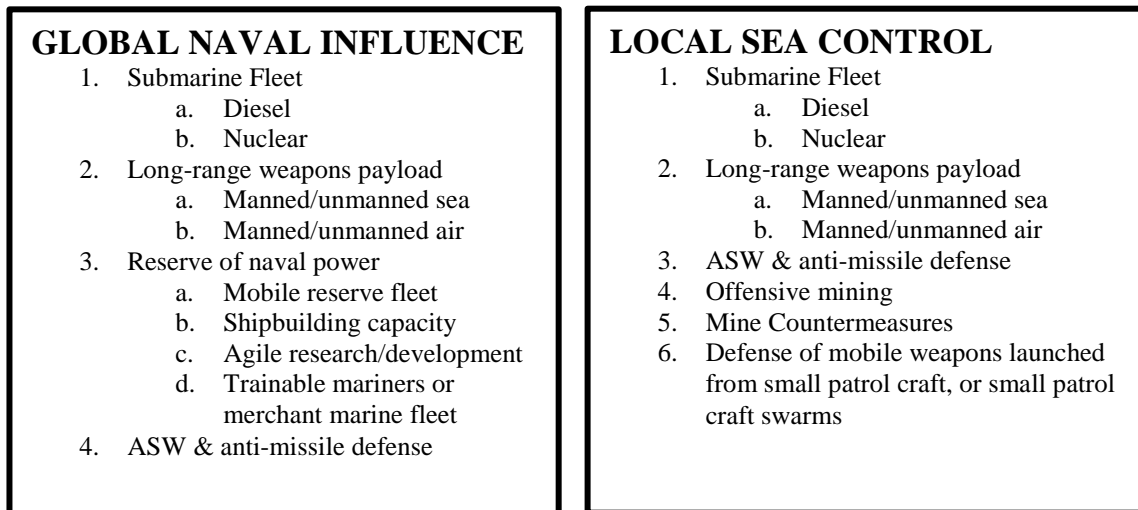 GLOBAL NAVAL INFLUENCE
1. Submarine Fleet
a. Diesel
b. Nuclear
2. Long-range weapons payload
a. Manned/unmanned sea
b. Manned/unmanned air
3. Reserve of naval power
a. Mobile reserve fleet
b. Shipbuilding capacity
c. Agile research/development
d. Trainable mariners or
merchant marine fleet
4. ASW & anti-missile defense
LOCAL SEA CONTROL
1. Submarine Fleet
a. Diesel
b. Nuclear
2. Long-range weapons payload
a. Manned/unmanned sea
b. Manned/unmanned air
3. ASW & anti-missile defense
4. Offensive mining
5. Mine Countermeasures
6. Defense of mobile weapons launched
from small patrol craft, or small patrol
craft swarms